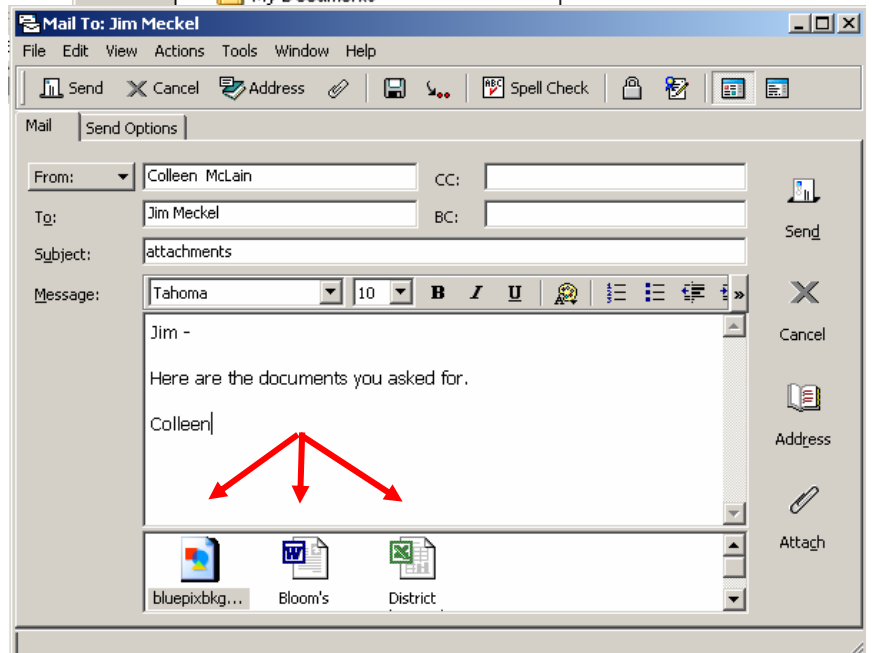 Mail To: Jim Meckel
File Edit View Actions Tools Window Help
Send Cancel Address ABC Spell Check
Mail Send Options
From: Colleen McLain CC:
To: Jim Meckel BC:
Subject: attachments
Send
Message: Tahoma 10 B I U »
Jim -
Cancel
Here are the documents you asked for.
Colleen
Address
Attach
bluepixbkg... Bloom's District